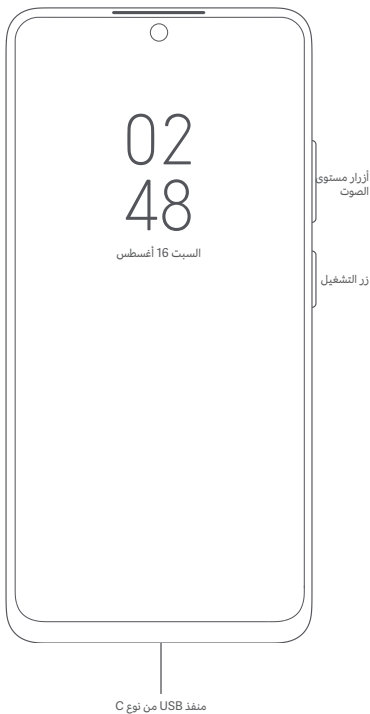 02
48
السبت 16 أغسطس
أزرار مستوى
الصوت
زر التشغيل
منفذ USB من نوع C